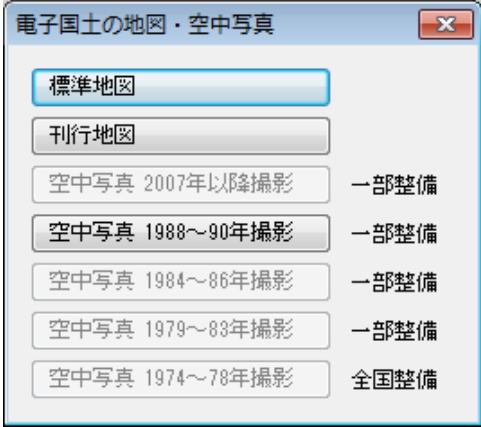 電子国土の地図・空中写真
標準地図
刊行地図
空中写真 2007年以降撮影 一部整備
空中写真 1988～90年撮影 一部整備
空中写真 1984～86年撮影 一部整備
空中写真 1979～83年撮影 一部整備
空中写真 1974～78年撮影 全国整備